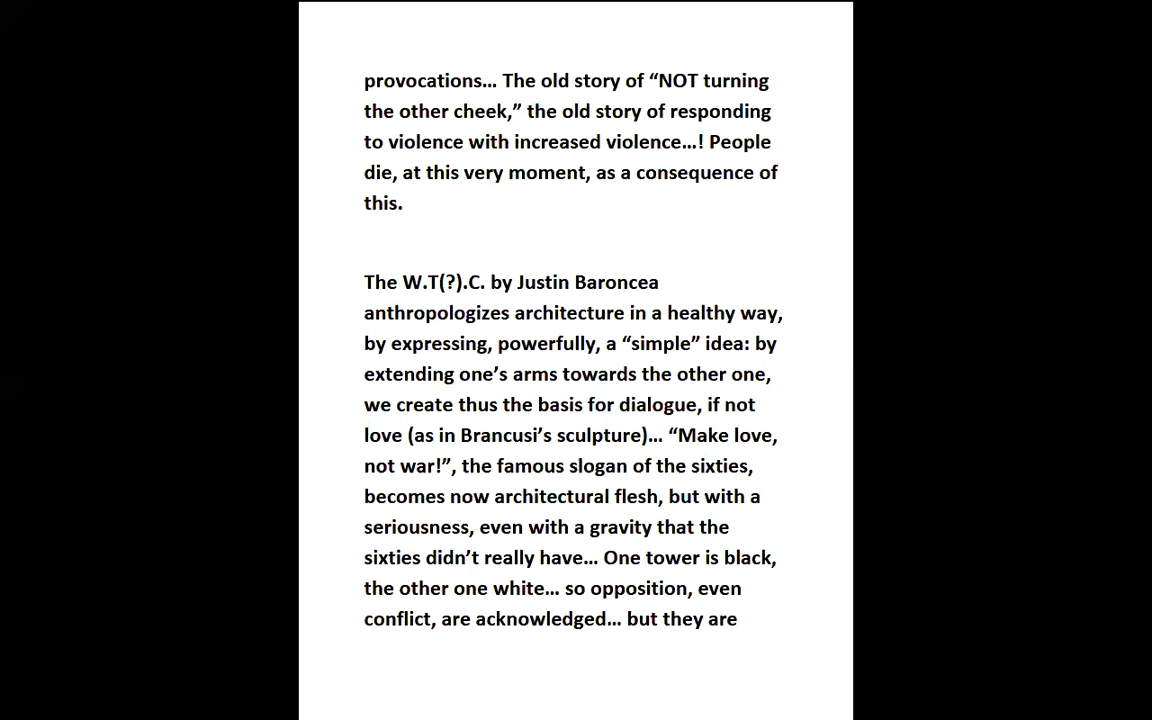 provocations… The old story of “NOT turning
the other cheek,” the old story of responding
to violence with increased violence…! People
die, at this very moment, as a consequence of
this.
The W.T(?).C. by Justin Baroncea
anthropologizes architecture in a healthy way,
by expressing, powerfully, a “simple” idea: by
extending one’s arms towards the other one,
we create thus the basis for dialogue, if not
love (as in Brancusi’s sculpture)… “Make love,
not war!”, the famous slogan of the sixties,
becomes now architectural flesh, but with a
seriousness, even with a gravity that the
sixties didn’t really have… One tower is black,
the other one white… so opposition, even
conflict, are acknowledged… but they are